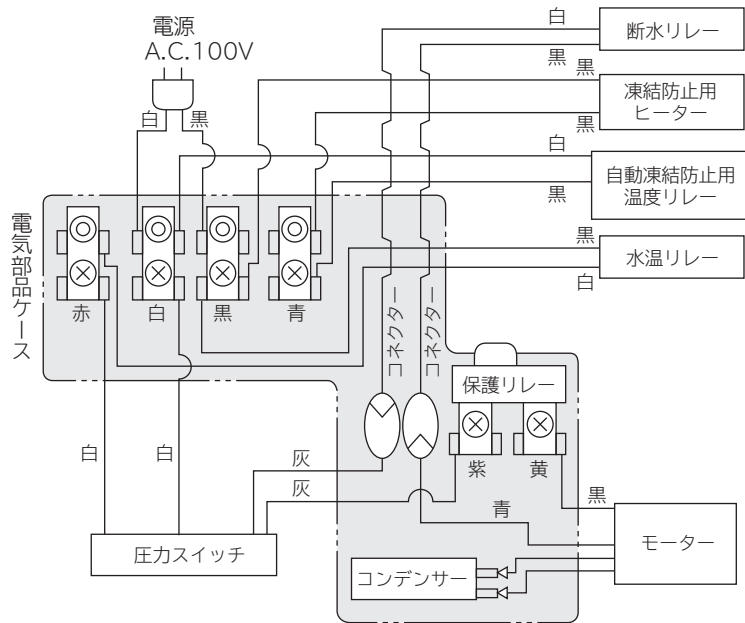 電源
A.C.100V
白
黒
白
黒
断水リレー
黒
黒
凍結防止用
ヒーター
白
黒
自動凍結防止用
温度リレー
黒
白
水温リレー
電気部品ケース
赤
白
黒
青
コネクター
コネクター
保護リレー
紫
黄
白
白
灰
灰
青
黒
圧力スイッチ
モーター
コンデンサー